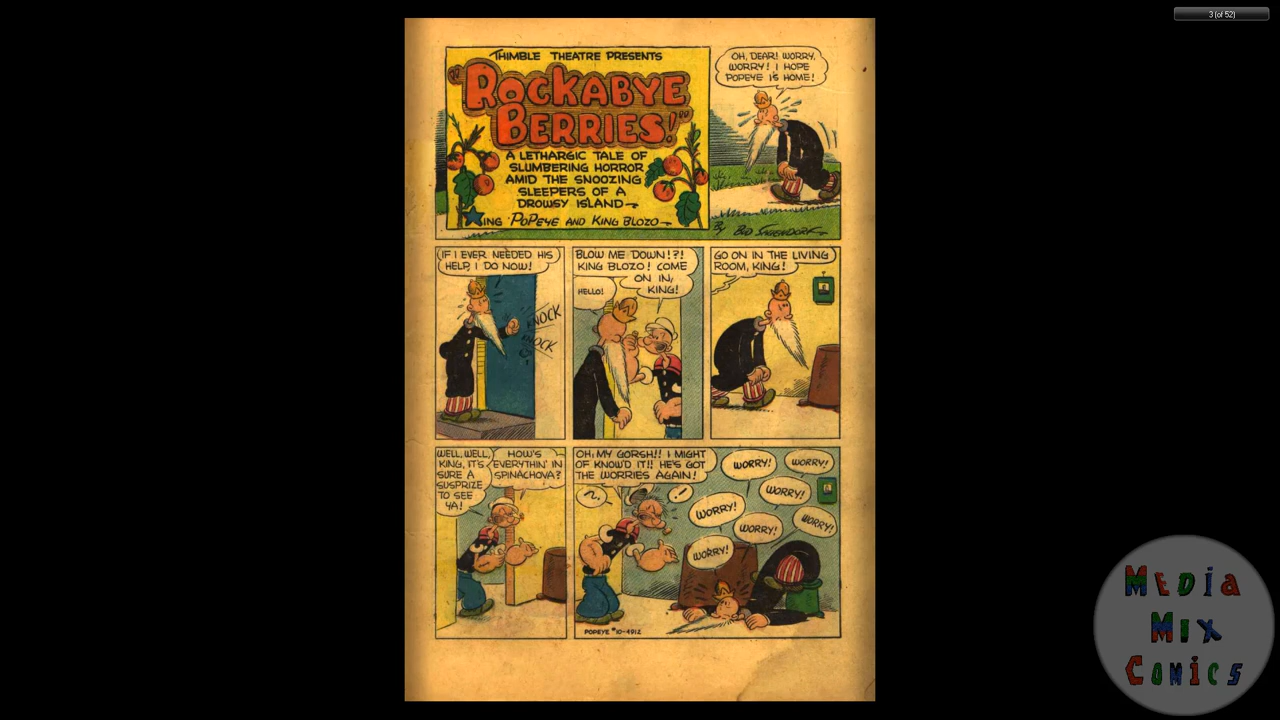 3 (of 52)
THIMBLE THEATRE PRESENTS
"ROCKABYE
BERRIES!"
A LETHARGIC TALE OF
SLUMBERING HORROR
AMID THE SNOOZING
SLEEPERS OF A
DROWSY ISLAND—
ING POPEYE AND KING BLOZO—
OH, DEAR! WORRY,
WORRY! I HOPE
POPEYE IS HOME!
By BUD SAGENDORF
IF I EVER NEEDED HIS
HELP, I DO NOW!
KNOCK
KNOCK
BLOW ME DOWN!?!
KING BLOZO! COME
ON IN,
KING!
HELLO!
GO ON IN THE LIVING
ROOM, KING!
WELL, WELL,
KING, IT'S
SURE A
SUSPRIZE
TO SEE
YA!
HOW'S
EVERYTHIN' IN
SPINACHOVA?
OH, MY GORSH!! I MIGHT
OF KNOW'D IT!! HE'S GOT
THE WORRIES AGAIN!
?
!
WORRY!
WORRY!
WORRY!
WORRY!
WORRY!
WORRY!
WORRY!
POPEYE #10-4912
MEDIA
MIX
COMICS